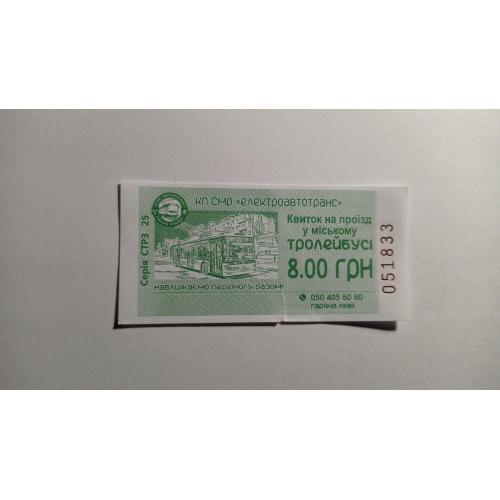 КП СМР «ЕЛЕКТРОАВТОТРАНС»
Серія СТРЗ 25
Квиток на проїзд
у міському
ТРОЛЕЙБУСІ
8.00 ГРН
НАБЛИЖАЄМО ПЕРЕМОГУ РАЗОМ!
050 405 60 60
ГАРЯЧА ЛІНІЯ
051833